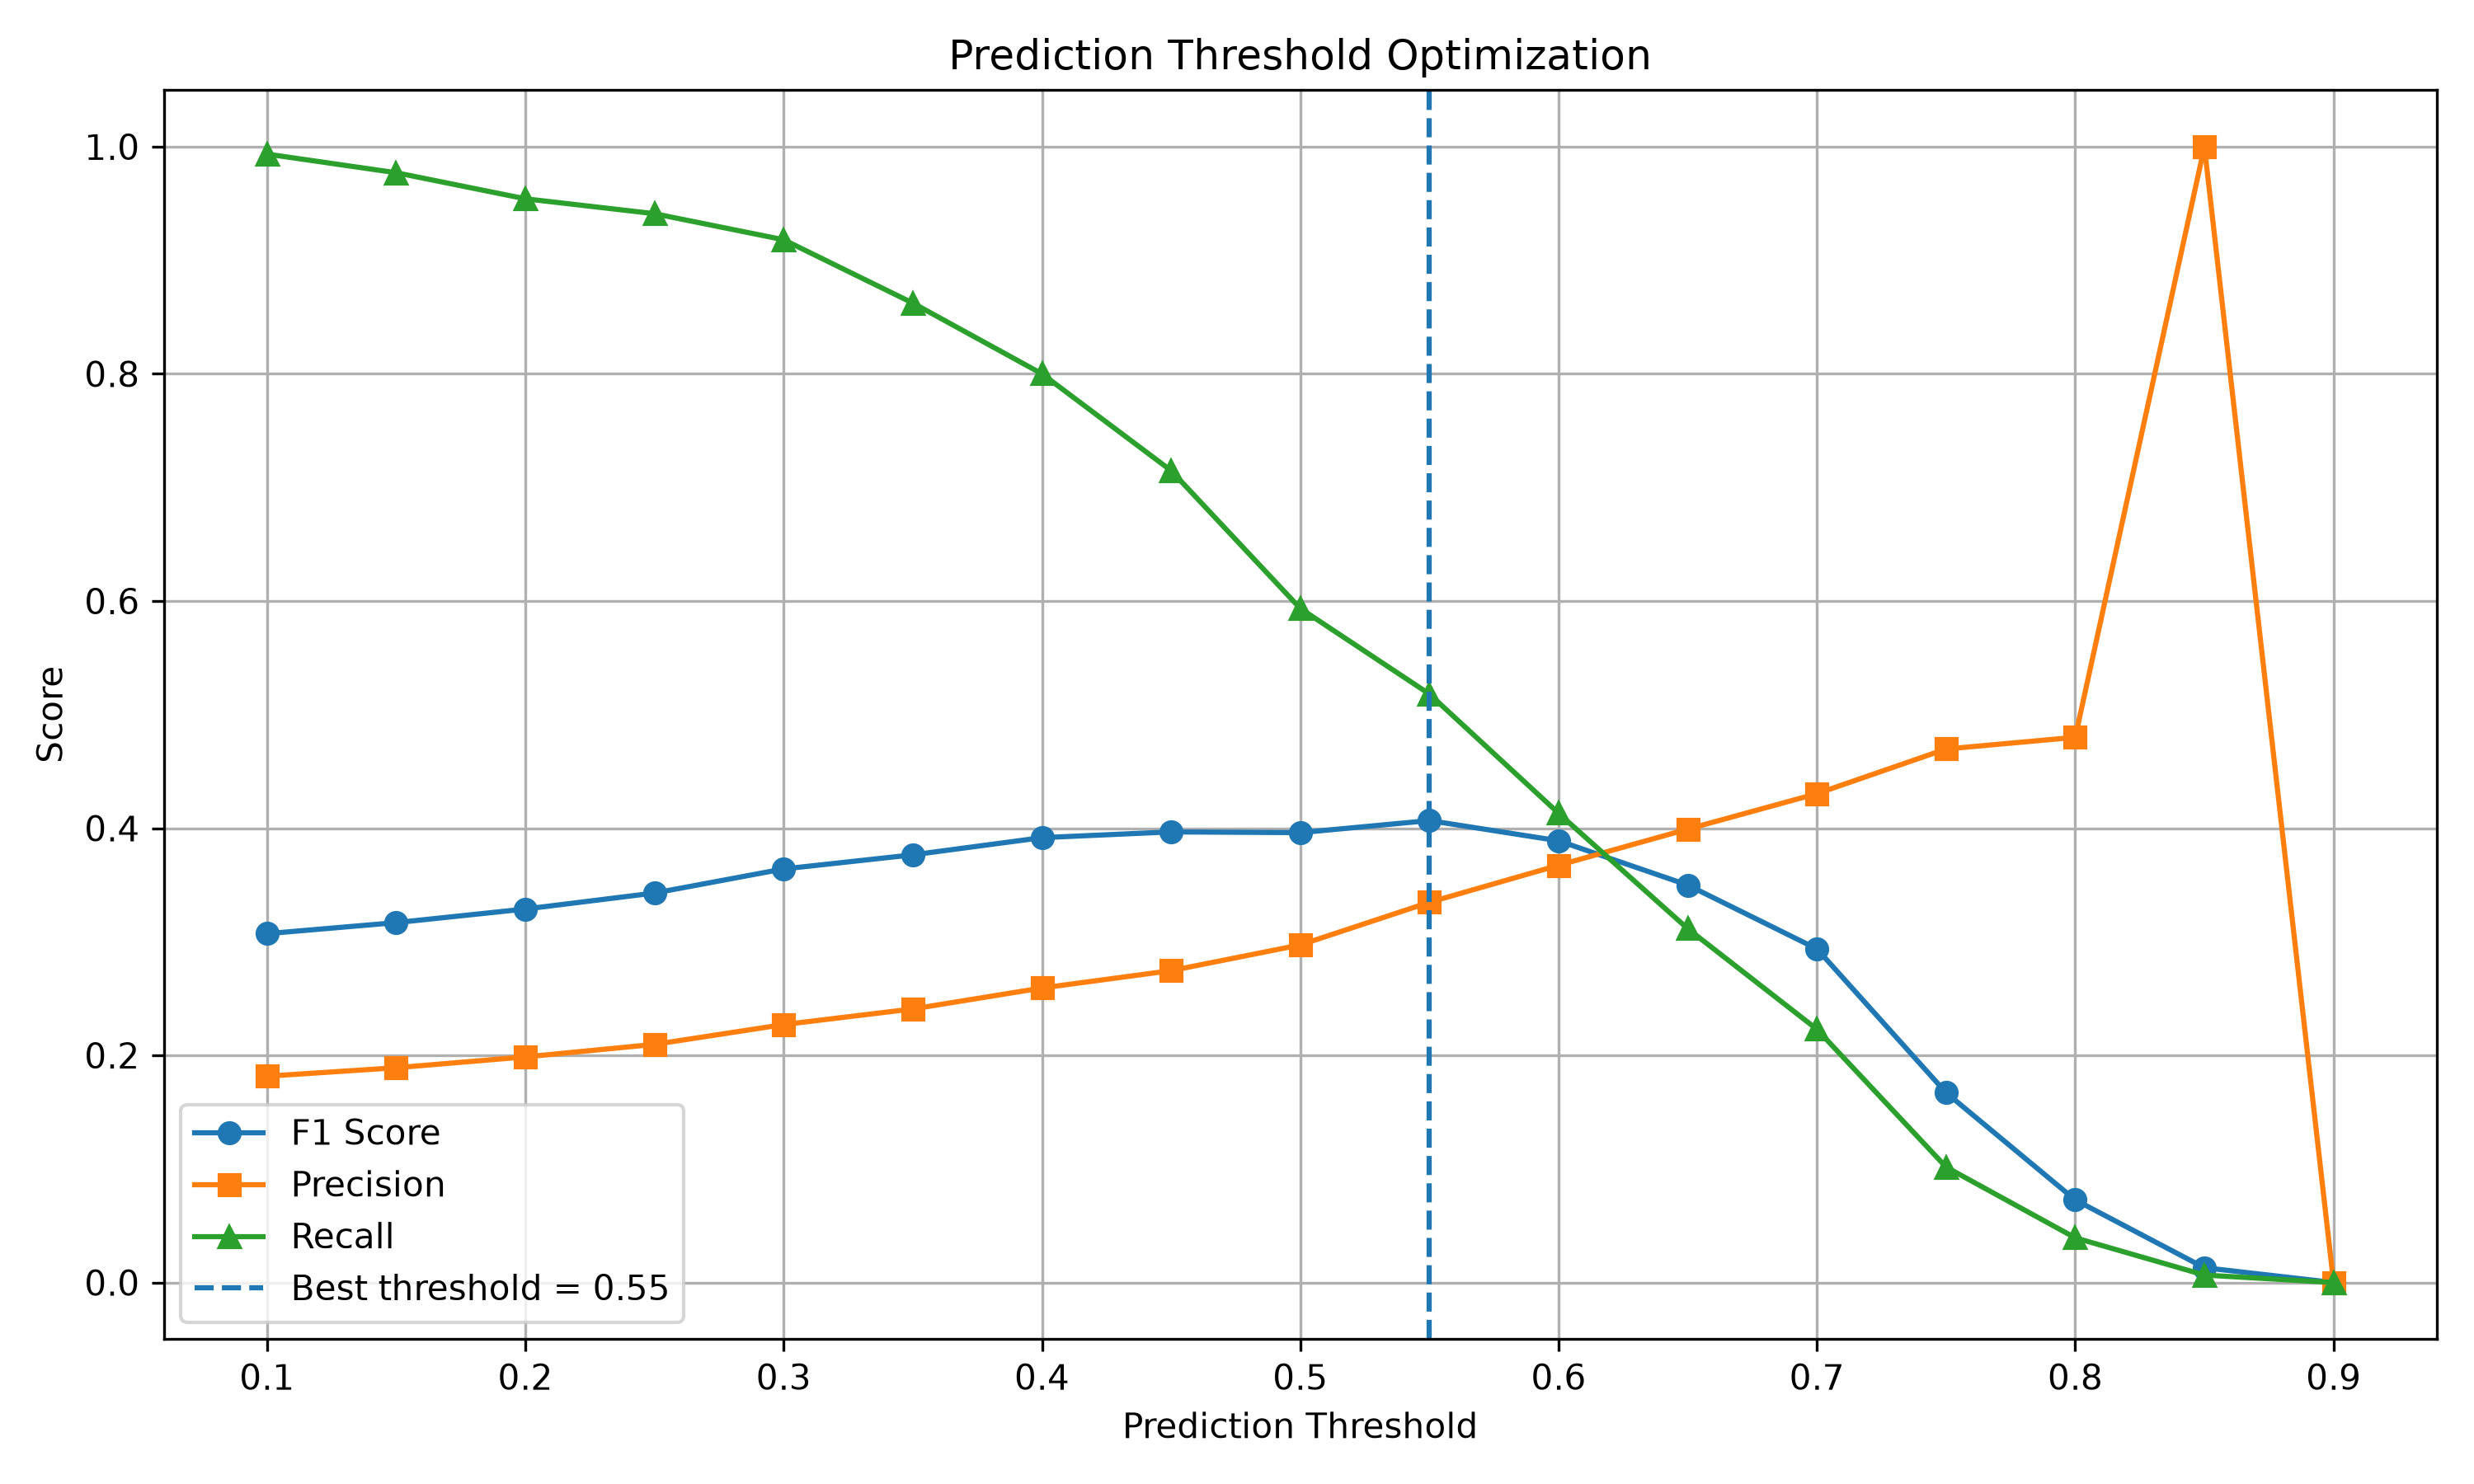 Prediction Threshold Optimization
1.0
0.8
0.6
0.4
0.2
0.0
Score
F1 Score
Precision
Recall
Best threshold = 0.55
0.1 0.2 0.3 0.4 0.5 0.6 0.7 0.8 0.9
Prediction Threshold